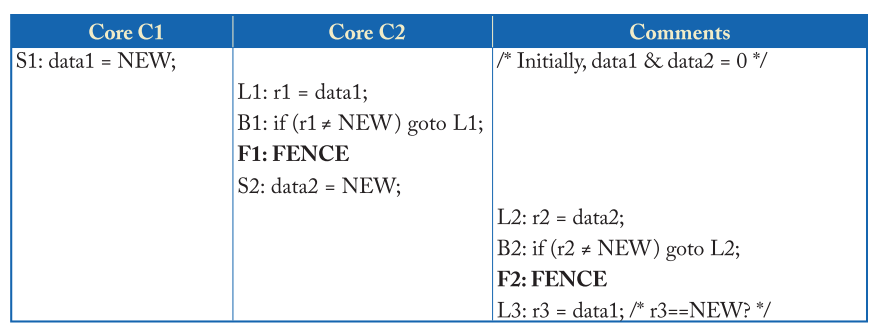 Core C1 Core C2 Comments
S1: data1 = NEW; /* Initially, data1 & data2 = 0 */
L1: r1 = data1;
B1: if (r1 ≠ NEW) goto L1;
F1: FENCE
S2: data2 = NEW;
L2: r2 = data2;
B2: if (r2 ≠ NEW) goto L2;
F2: FENCE
L3: r3 = data1; /* r3==NEW? */